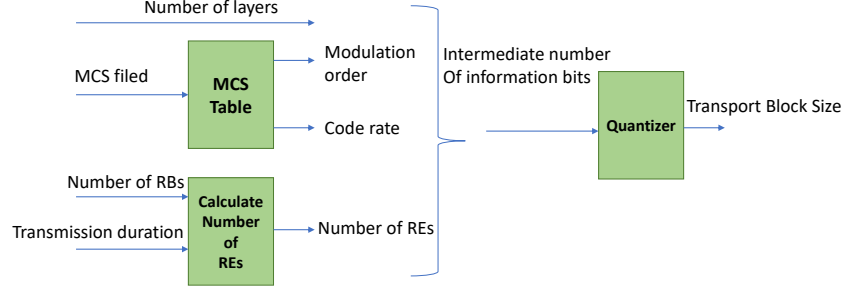 Number of layers
MCS filed
MCS
Table
Modulation
order
Code rate
Number of RBs
Transmission duration
Calculate
Number
of
REs
Number of REs
Intermediate number
Of information bits
Quantizer
Transport Block Size